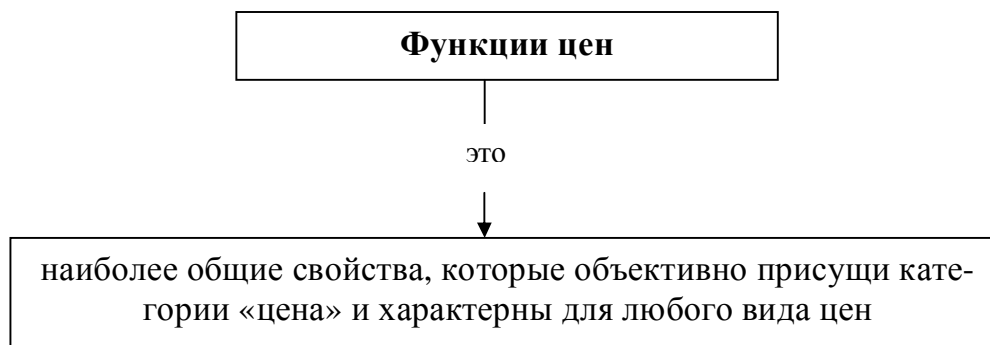 Функции цен
это
наиболее общие свойства, которые объективно присущи кате-
гории «цена» и характерны для любого вида цен